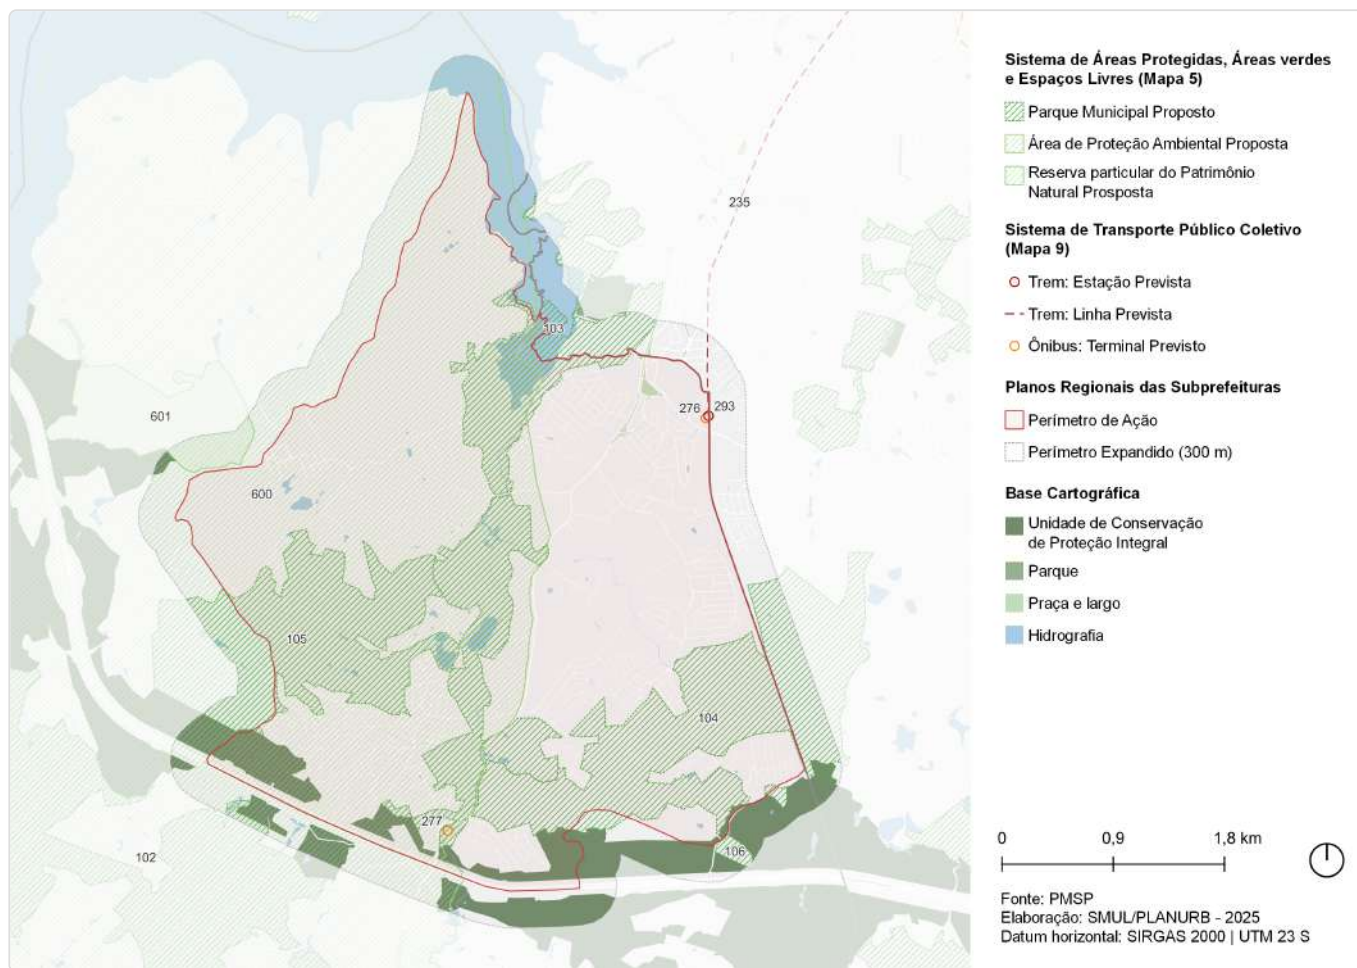 235
103
276
293
601
600
105
104
277
102
106
Sistema de Áreas Protegidas, Áreas verdes
e Espaços Livres (Mapa 5)
Parque Municipal Proposto
Área de Proteção Ambiental Proposta
Reserva particular do Patrimônio
Natural Prosposta
Sistema de Transporte Público Coletivo
(Mapa 9)
Trem: Estação Prevista
Trem: Linha Prevista
Ônibus: Terminal Previsto
Planos Regionais das Subprefeituras
Perímetro de Ação
Perímetro Expandido (300 m)
Base Cartográfica
Unidade de Conservação
de Proteção Integral
Parque
Praça e largo
Hidrografia
0 0,9 1,8 km
Fonte: PMSP
Elaboração: SMUL/PLANURB - 2025
Datum horizontal: SIRGAS 2000 | UTM 23 S